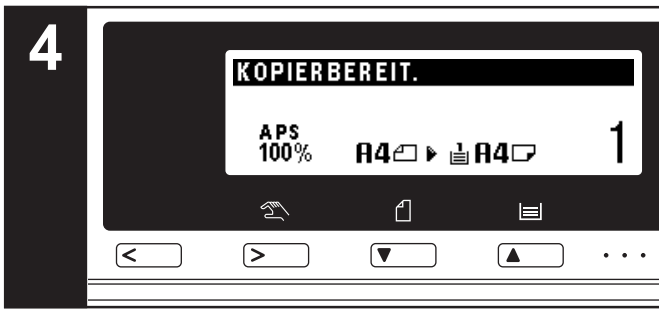 4
KOPIERBEREIT.
APS
100% A4 A4 1
< > ▼ ▲ . . .